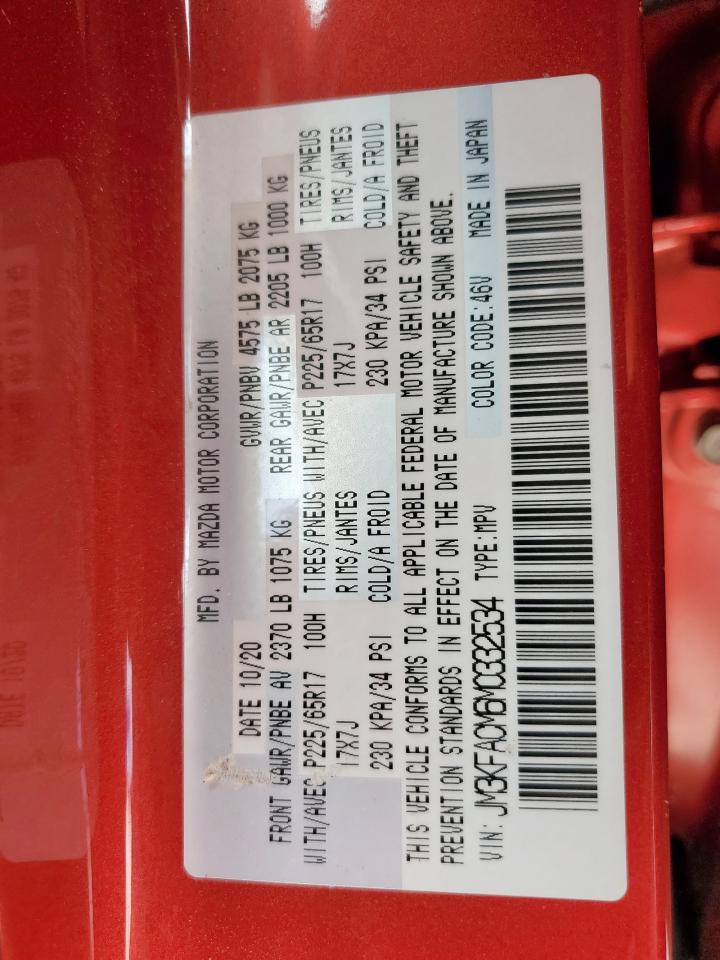 MFD. BY MAZDA MOTOR CORPORATION
DATE 10/20 GVWR/PNBV 4575 LB 2075 KG
FRONT GAWR/PNBE AV 2370 LB 1075 KG REAR GAWR/PNBE AR 2205 LB 1000 KG
WITH/AVEC P225/65R17 100H TIRES/PNEUS WITH/AVEC P225/65R17 100H TIRES/PNEUS
17X7J RIMS/JANTES 17X7J RIMS/JANTES
230 KPA/34 PSI COLD/A FROID 230 KPA/34 PSI COLD/A FROID
THIS VEHICLE CONFORMS TO ALL APPLICABLE FEDERAL MOTOR VEHICLE SAFETY AND THEFT
PREVENTION STANDARDS IN EFFECT ON THE DATE OF MANUFACTURE SHOWN ABOVE.
VIN: JM3KFACM6M0332534 TYPE:MPV COLOR CODE:46V MADE IN JAPAN